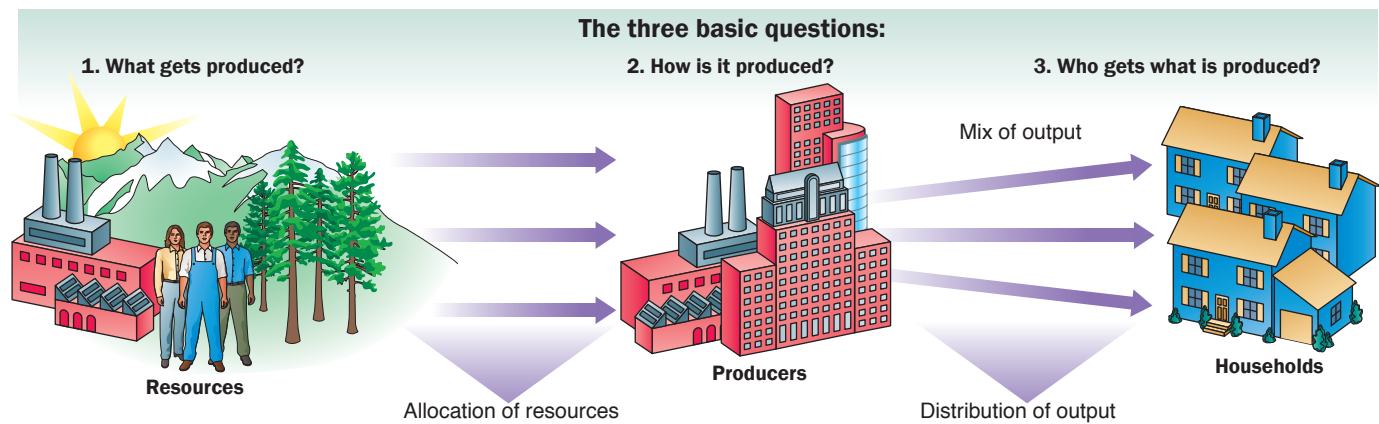 The three basic questions:
1. What gets produced?
2. How is it produced?
3. Who gets what is produced?
Mix of output
Resources
Producers
Households
Allocation of resources
Distribution of output